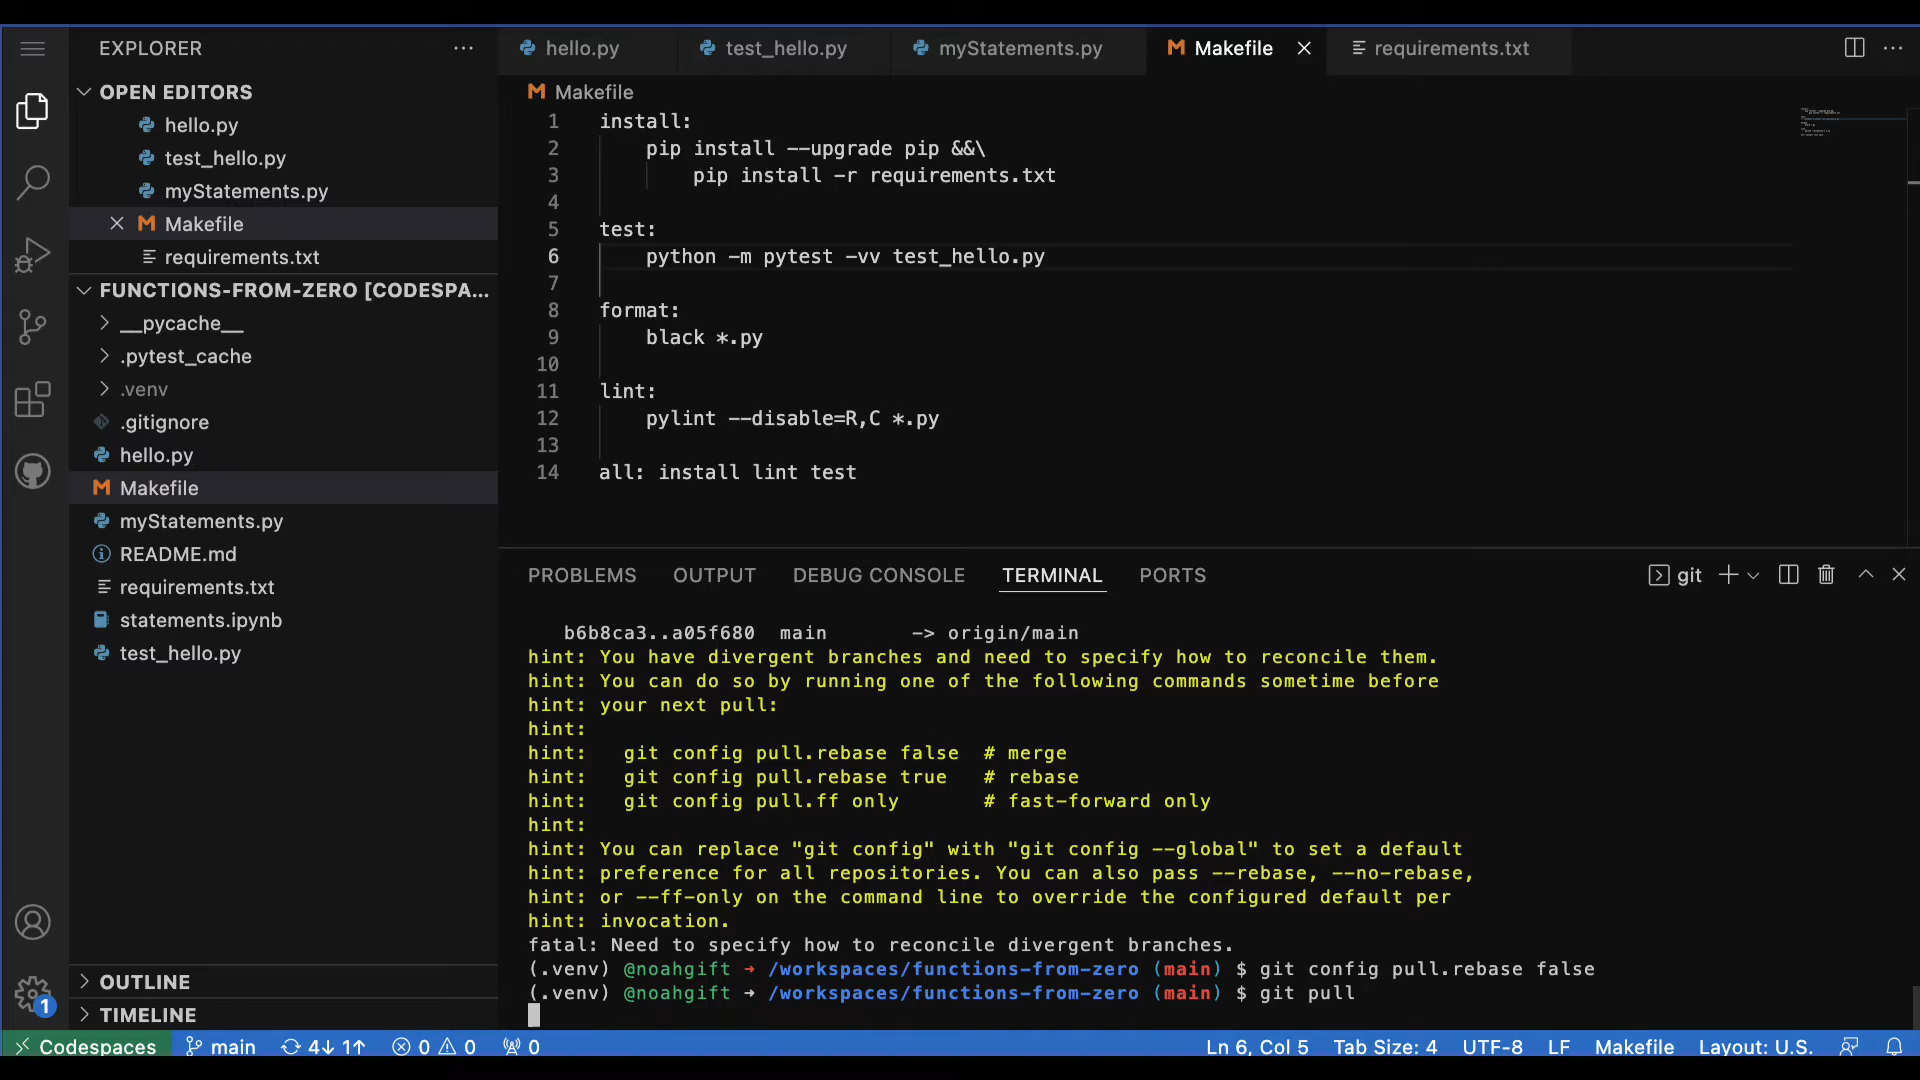 EXPLORER
OPEN EDITORS
hello.py
test_hello.py
myStatements.py
Makefile
requirements.txt
FUNCTIONS-FROM-ZERO [CODESPA...
__pycache__
.pytest_cache
.venv
.gitignore
hello.py
Makefile
myStatements.py
README.md
requirements.txt
statements.ipynb
test_hello.py
OUTLINE
TIMELINE
1
hello.py test_hello.py myStatements.py Makefile requirements.txt
Makefile
1 install:
2 pip install --upgrade pip &&\
3 pip install -r requirements.txt
4
5 test:
6 python -m pytest -vv test_hello.py
7
8 format:
9 black *.py
10
11 lint:
12 pylint --disable=R,C *.py
13
14 all: install lint test
PROBLEMS OUTPUT DEBUG CONSOLE TERMINAL PORTS
git
b6b8ca3..a05f680 main -> origin/main
hint: You have divergent branches and need to specify how to reconcile them.
hint: You can do so by running one of the following commands sometime before
hint: your next pull:
hint:
hint: git config pull.rebase false # merge
hint: git config pull.rebase true # rebase
hint: git config pull.ff only # fast-forward only
hint:
hint: You can replace "git config" with "git config --global" to set a default
hint: preference for all repositories. You can also pass --rebase, --no-rebase,
hint: or --ff-only on the command line to override the configured default per
hint: invocation.
fatal: Need to specify how to reconcile divergent branches.
(.venv) @noahgift → /workspaces/functions-from-zero (main) $ git config pull.rebase false
(.venv) @noahgift → /workspaces/functions-from-zero (main) $ git pull
Codespaces main 4↓ 1↑ 0 0 0 Ln 6, Col 5 Tab Size: 4 UTF-8 LF Makefile Layout: U.S.